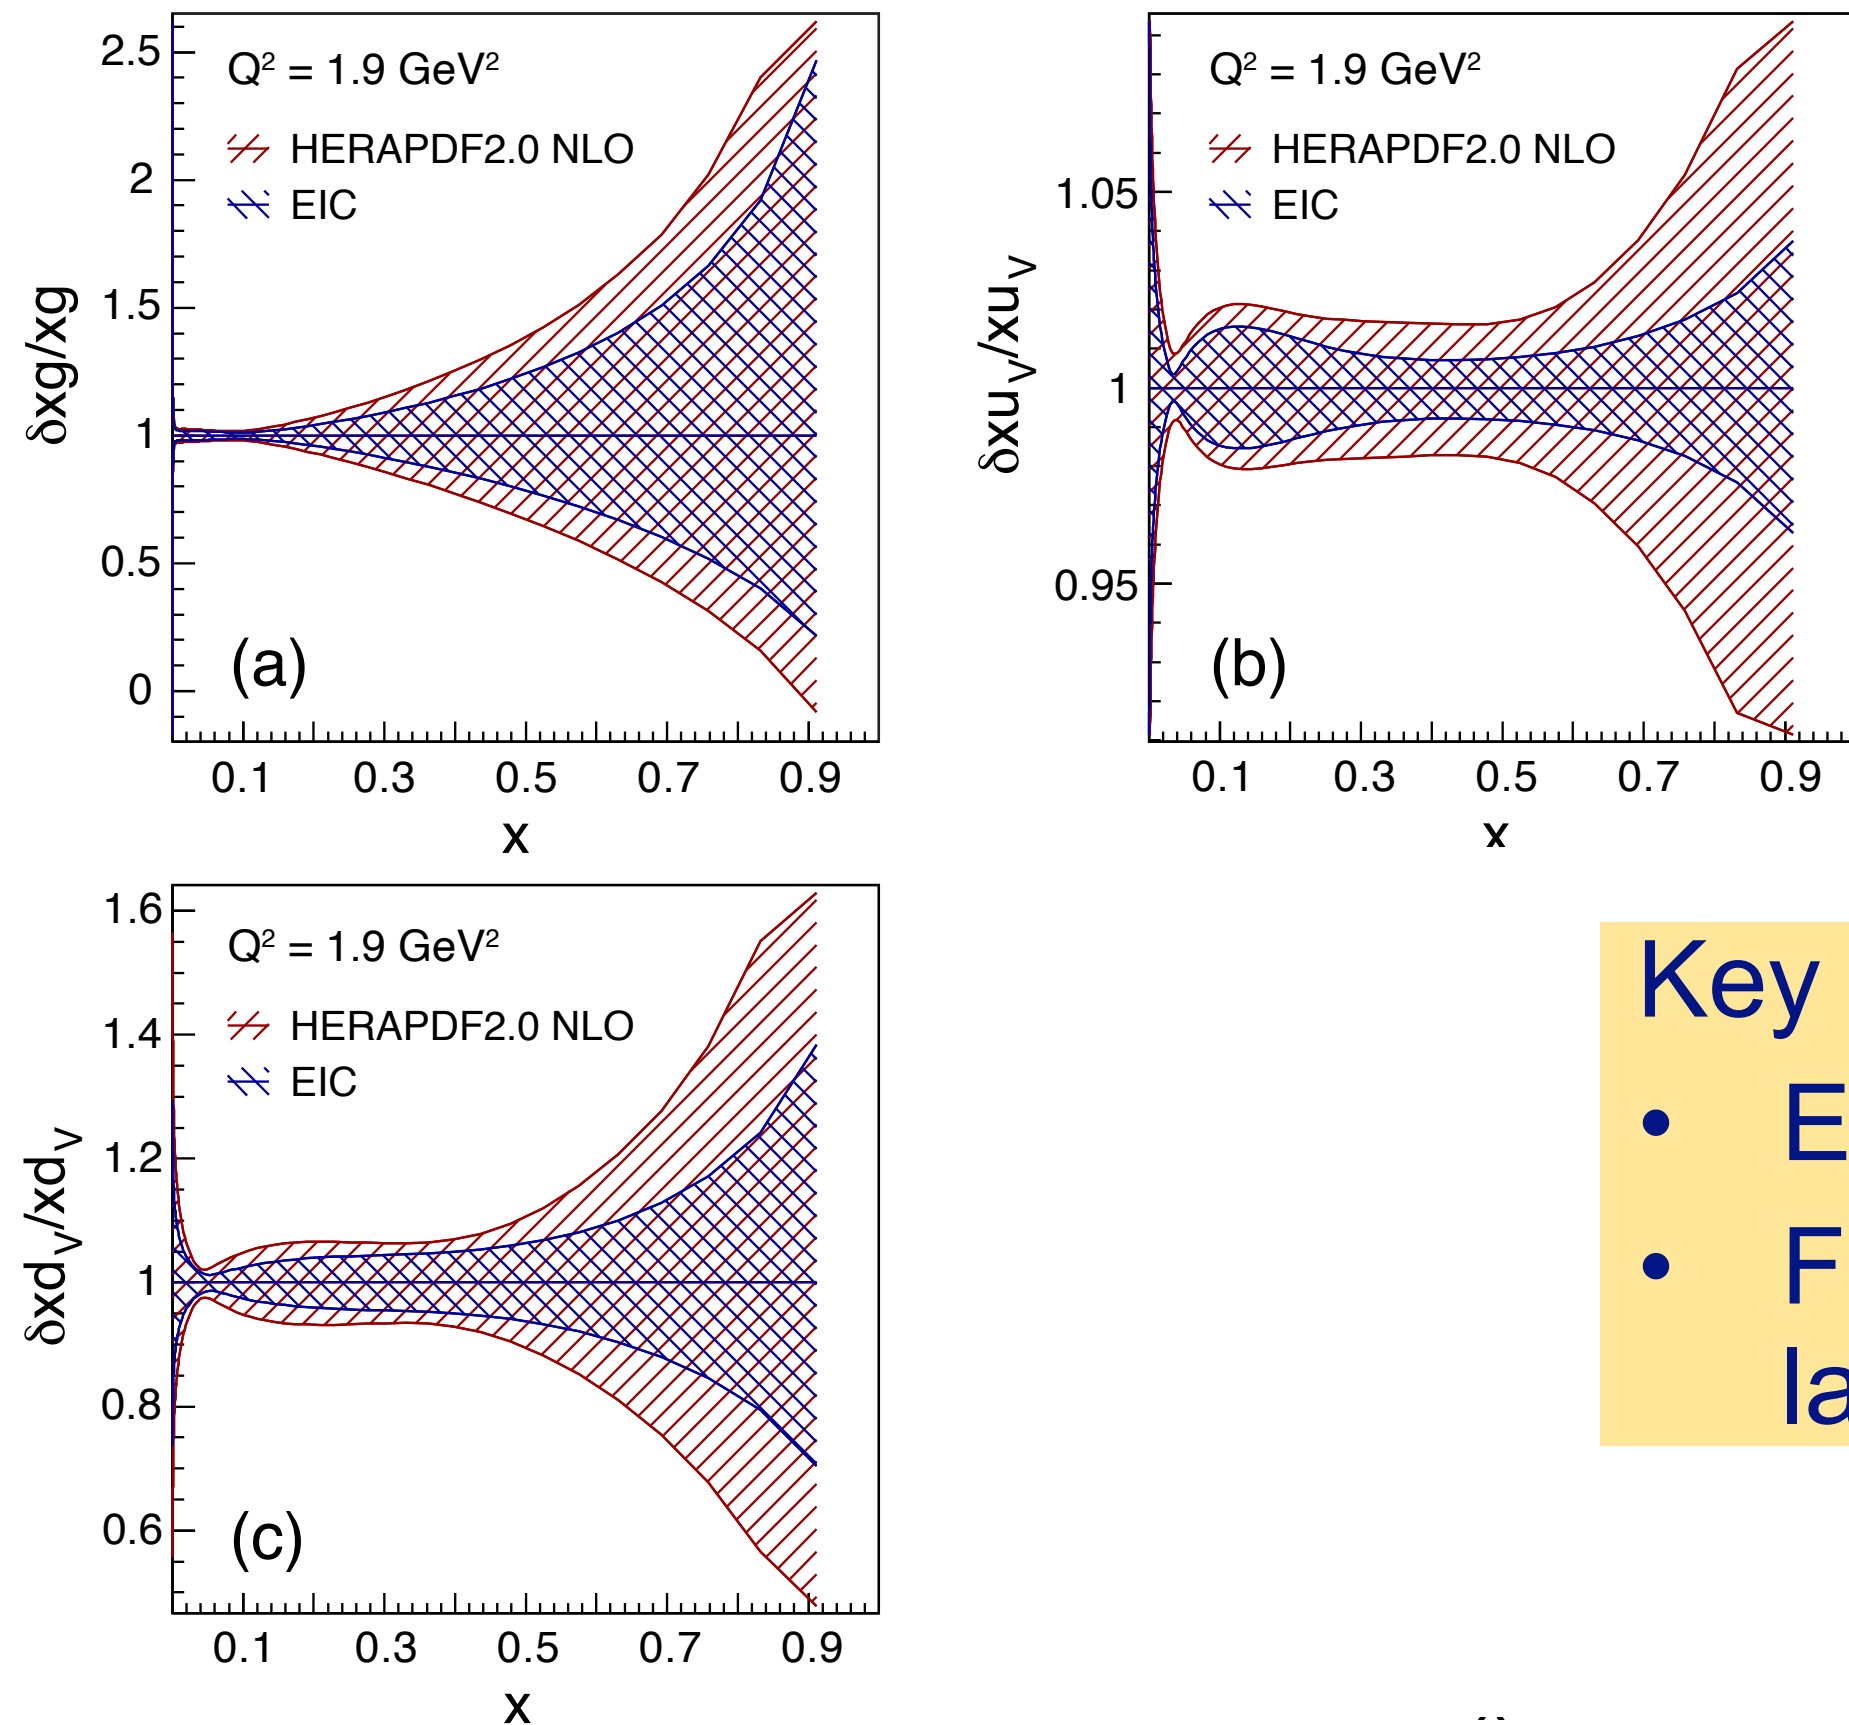 2.5
2
1.5
1
0.5
0
δxg/xg
Q² = 1.9 GeV²
HERAPDF2.0 NLO
EIC
(a)
0.1 0.3 0.5 0.7 0.9
x
1.05
1
0.95
δxu_V/xu_V
Q² = 1.9 GeV²
HERAPDF2.0 NLO
EIC
(b)
0.1 0.3 0.5 0.7 0.9
x
1.6
1.4
1.2
1
0.8
0.6
δxd_V/xd_V
Q² = 1.9 GeV²
HERAPDF2.0 NLO
EIC
(c)
0.1 0.3 0.5 0.7 0.9
x
Key
• E
• F
la